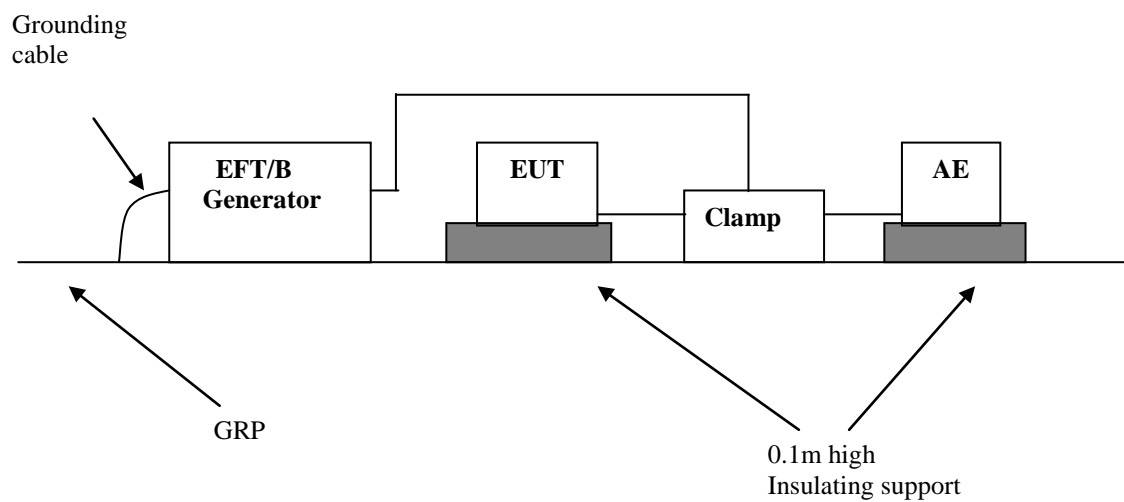 Grounding
cable
EFT/B
Generator
EUT
Clamp
AE
GRP
0.1m high
Insulating support